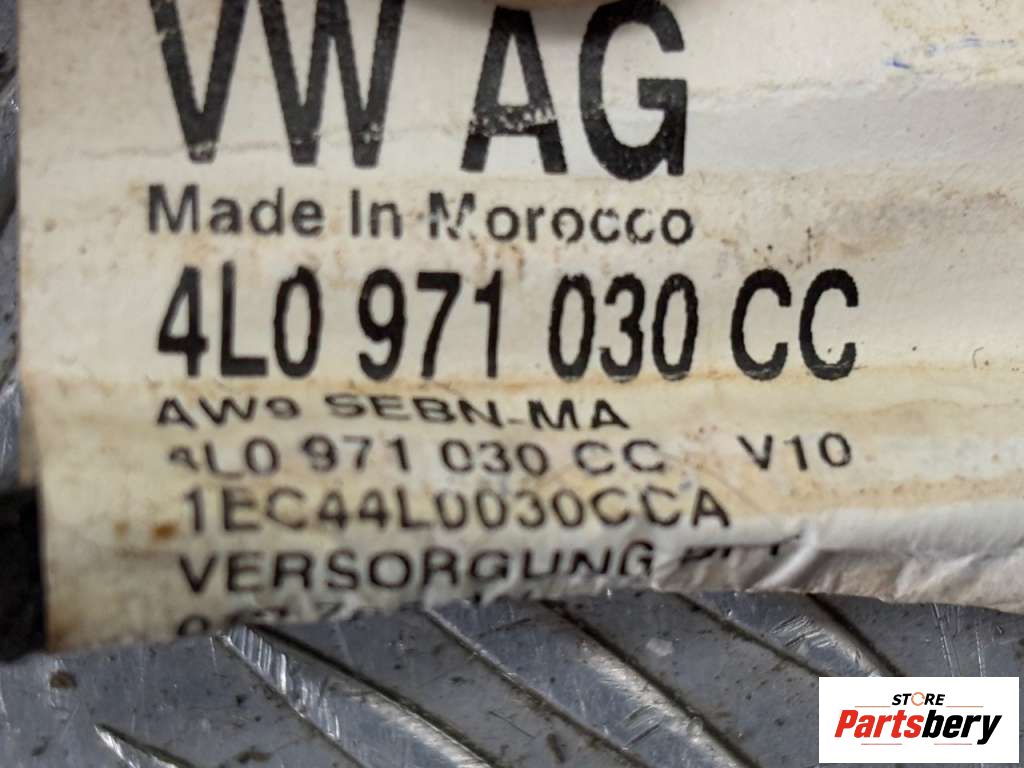 VW AG
Made In Morocco
4L0 971 030 CC
AW9 SEBN-MA
4L0 971 030 CC V10
1EC44L0030CCA
VERSORGUNG
STORE
Partsbery